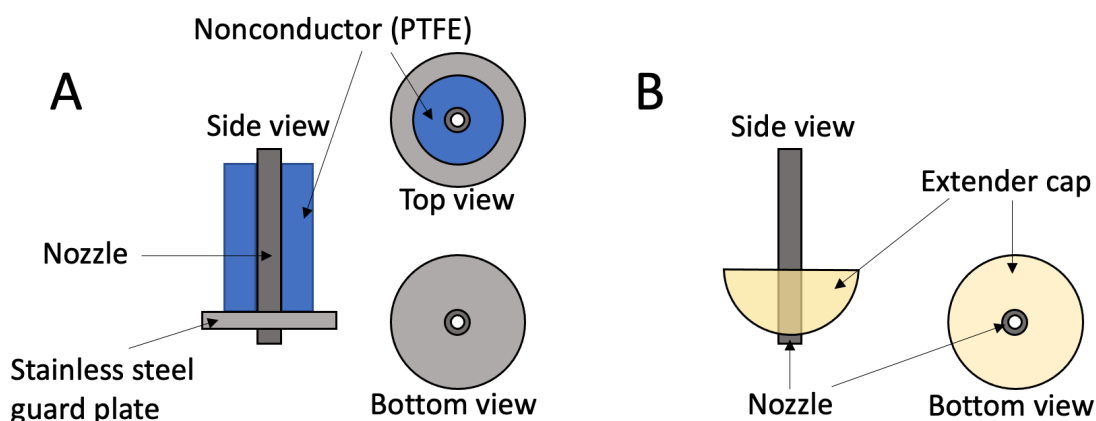 Nonconductor (PTFE)
A
Side view
Top view
Nozzle
Stainless steel
guard plate
Bottom view
B
Side view
Extender cap
Nozzle
Bottom view